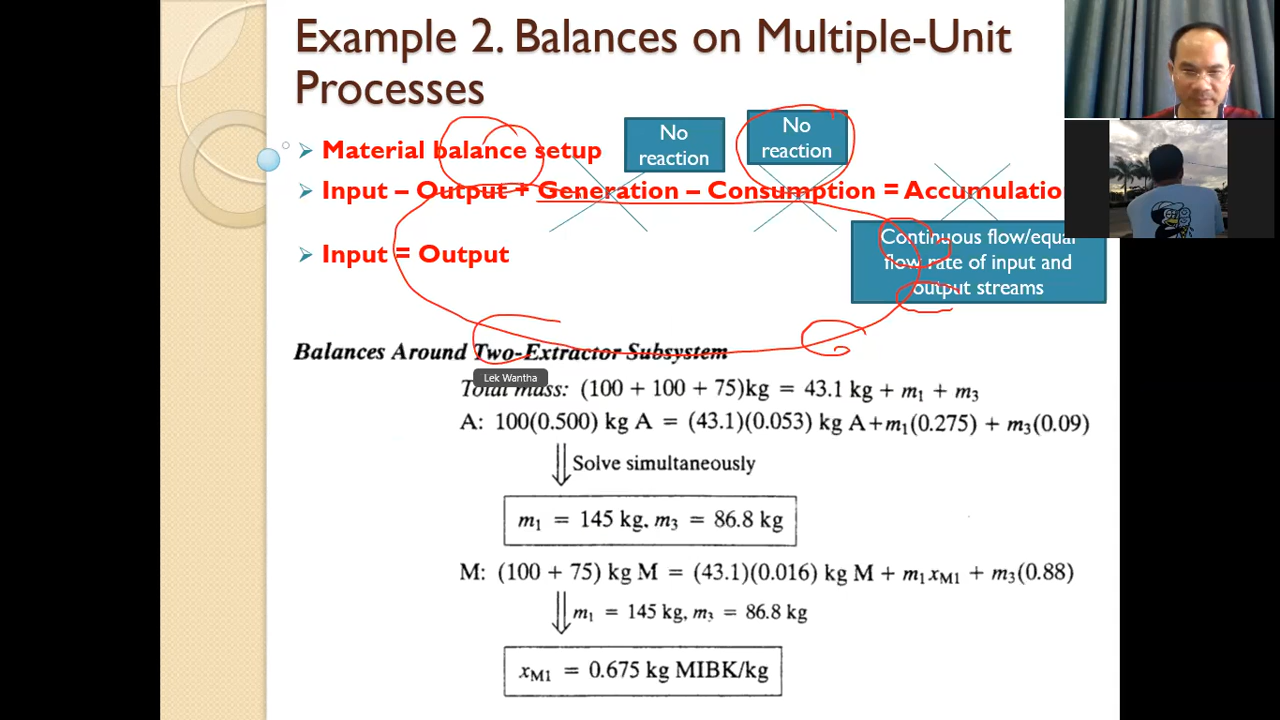 Example 2. Balances on Multiple-Unit
Processes
Material balance setup
No
reaction
No
reaction
Input – Output + Generation – Consumption = Accumulatio
Continuous flow/equal
flow rate of input and
output streams
Input = Output
Balances Around Two-Extractor Subsystem
Lek Wantha
Total mass: (100 + 100 + 75)kg = 43.1 kg + m₁ + m₃
A: 100(0.500) kg A = (43.1)(0.053) kg A+m₁(0.275) + m₃(0.09)
Solve simultaneously
m₁ = 145 kg, m₃ = 86.8 kg
M: (100 + 75) kg M = (43.1)(0.016) kg M + m₁xM1 + m₃(0.88)
m₁ = 145 kg, m₃ = 86.8 kg
xM1 = 0.675 kg MIBK/kg